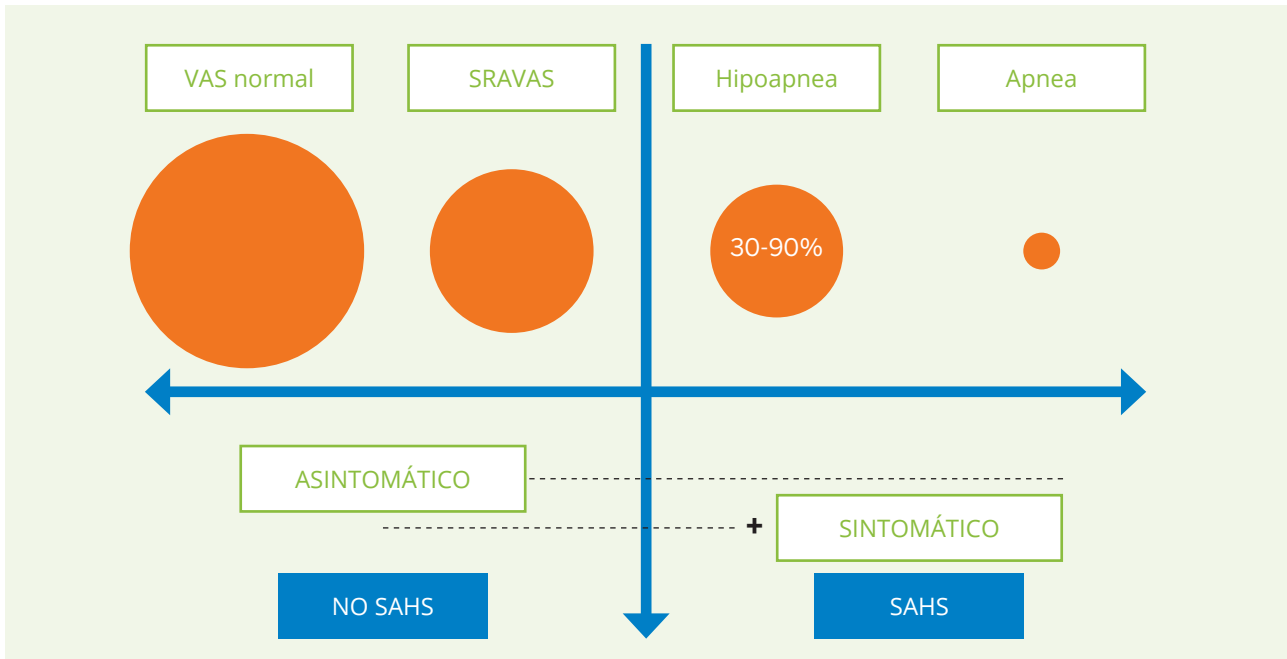 VAS normal
SRAVAS
Hipoapnea
Apnea
30-90%
ASINTOMÁTICO
+
SINTOMÁTICO
NO SAHS
SAHS